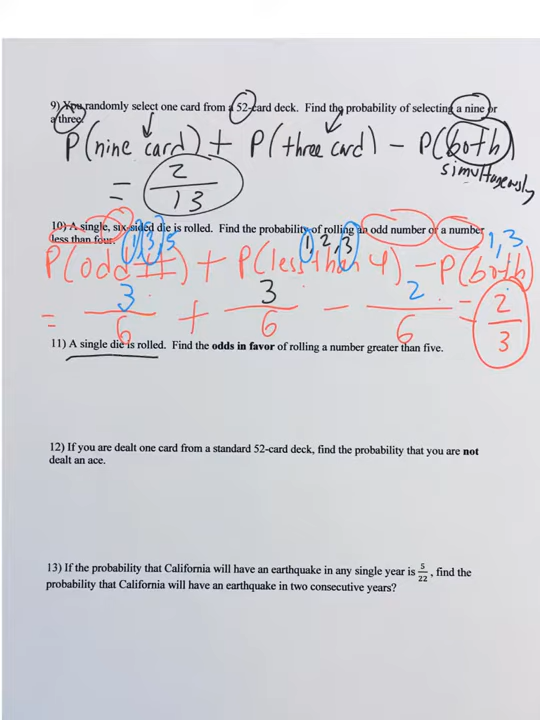 9) You randomly select one card from a 52-card deck. Find the probability of selecting a nine or
a three.
P(nine card) + P(three card) - P(both)
simultaneously
= 2/13
10) A single, six-sided die is rolled. Find the probability of rolling an odd number or a number
less than four.
1, 3, 5 1, 2, 3 1, 3
P(odd #) + P(less than 4) - P(both)
= 3/6 + 3/6 - 2/6 = 2/3
11) A single die is rolled. Find the odds in favor of rolling a number greater than five.
12) If you are dealt one card from a standard 52-card deck, find the probability that you are not
dealt an ace.
13) If the probability that California will have an earthquake in any single year is 5/22, find the
probability that California will have an earthquake in two consecutive years?